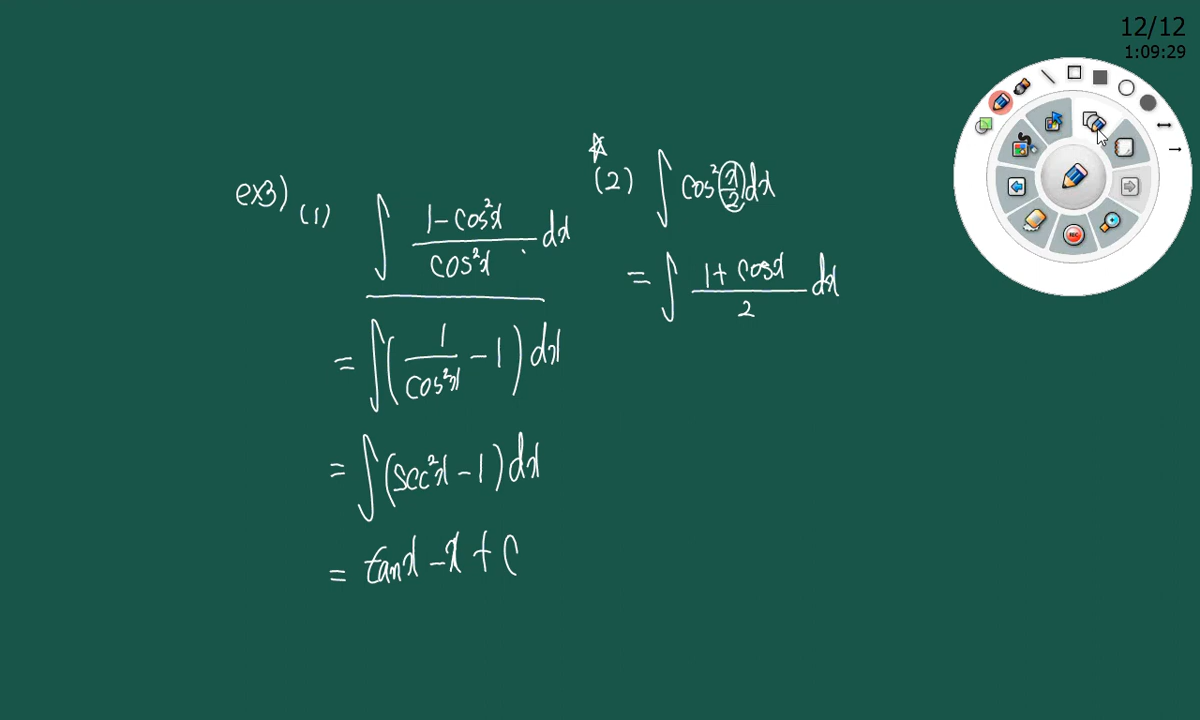 12/12
1:09:29
ex3) (1) ∫ (1-cos²x)/(cos²x) dx
= ∫ (1/(cos²x) - 1) dx
= ∫ (sec²x - 1) dx
= tanx - x + C
☆
(2) ∫ cos²(x/2) dx
= ∫ (1+cosx)/2 dx
REC